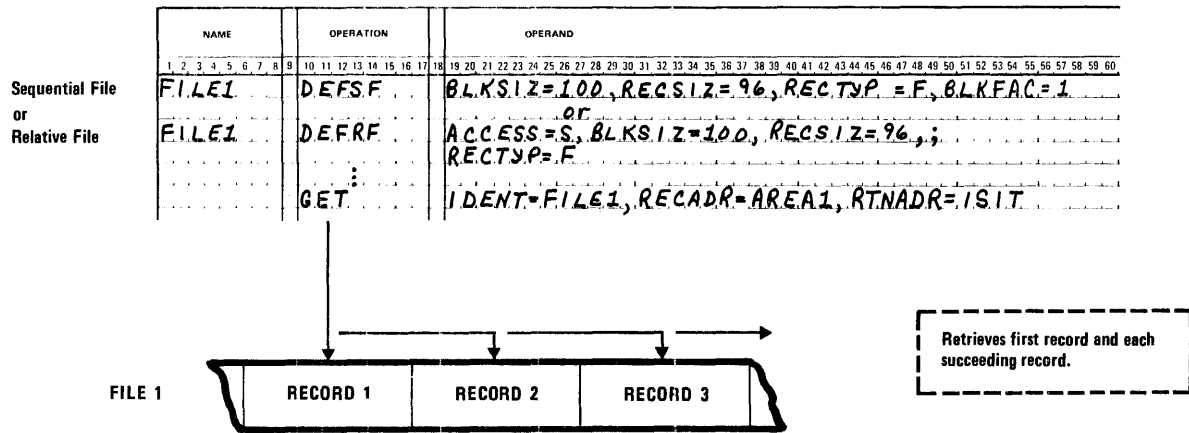 NAME OPERATION OPERAND
1 2 3 4 5 6 7 8 9 10 11 12 13 14 15 16 17 18 19 20 21 22 23 24 25 26 27 28 29 30 31 32 33 34 35 36 37 38 39 40 41 42 43 44 45 46 47 48 49 50 51 52 53 54 55 56 57 58 59 60
Sequential File FILE1 DEFSF BLKSIZ=100,RECSIZ=96,RECTYP =F,BLKFAC=1
or or
Relative File FILE1 DEFRF ACCESS=S,BLKSIZ=100,RECSIZ=96,;
RECTYP=F
⋮
GET IDENT=FILE1,RECADR=AREA1,RTNADR=ISIT
Retrieves first record and each
succeeding record.
FILE 1 RECORD 1 RECORD 2 RECORD 3